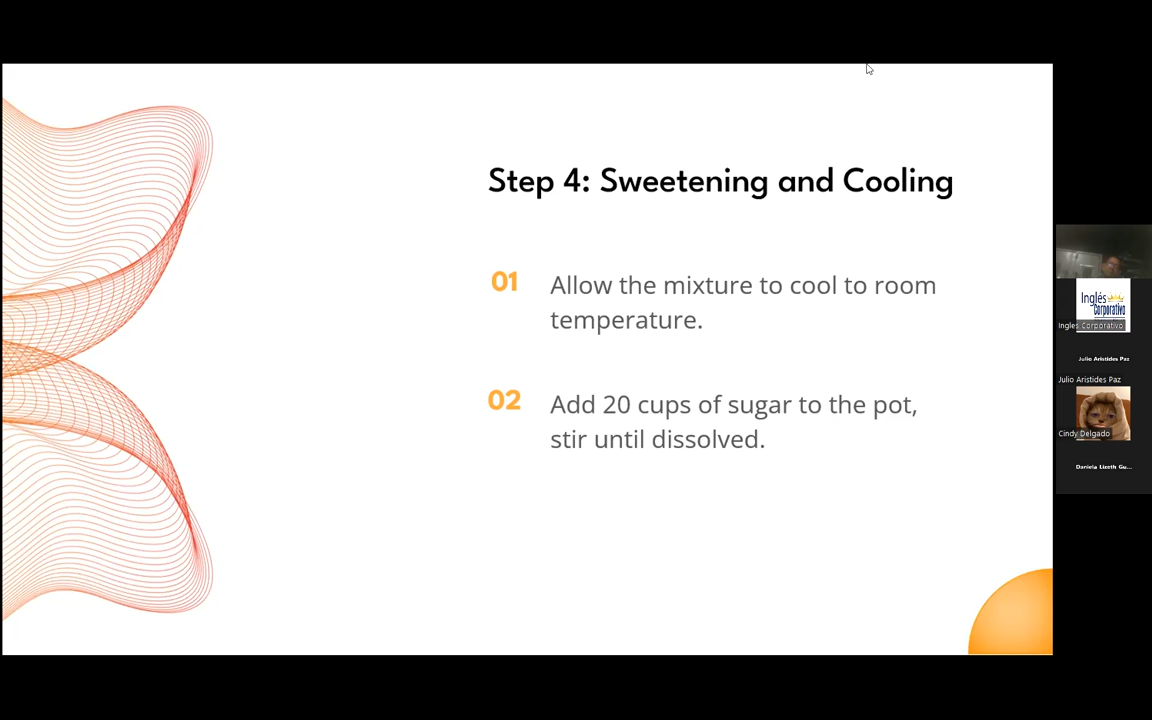 Step 4: Sweetening and Cooling
01
Allow the mixture to cool to room
temperature.
02
Add 20 cups of sugar to the pot,
stir until dissolved.
Inglés
Corporativo
Ingles Corporativo
Julio Aristides Paz
Julio Aristides Paz
Cindy Delgado
Daniela Lizeth Gu...